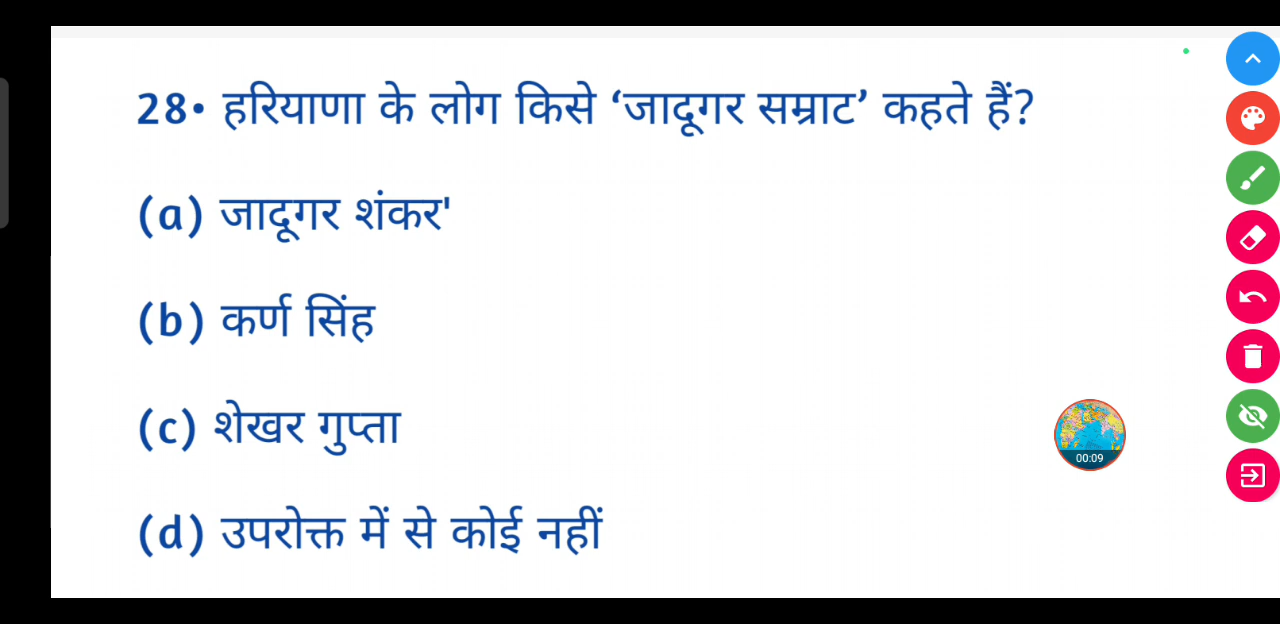 28• हरियाणा के लोग किसे ‘जादूगर सम्राट’ कहते हैं?
(a) जादूगर शंकर'
(b) कर्ण सिंह
(c) शेखर गुप्ता
(d) उपरोक्त में से कोई नहीं
00:09